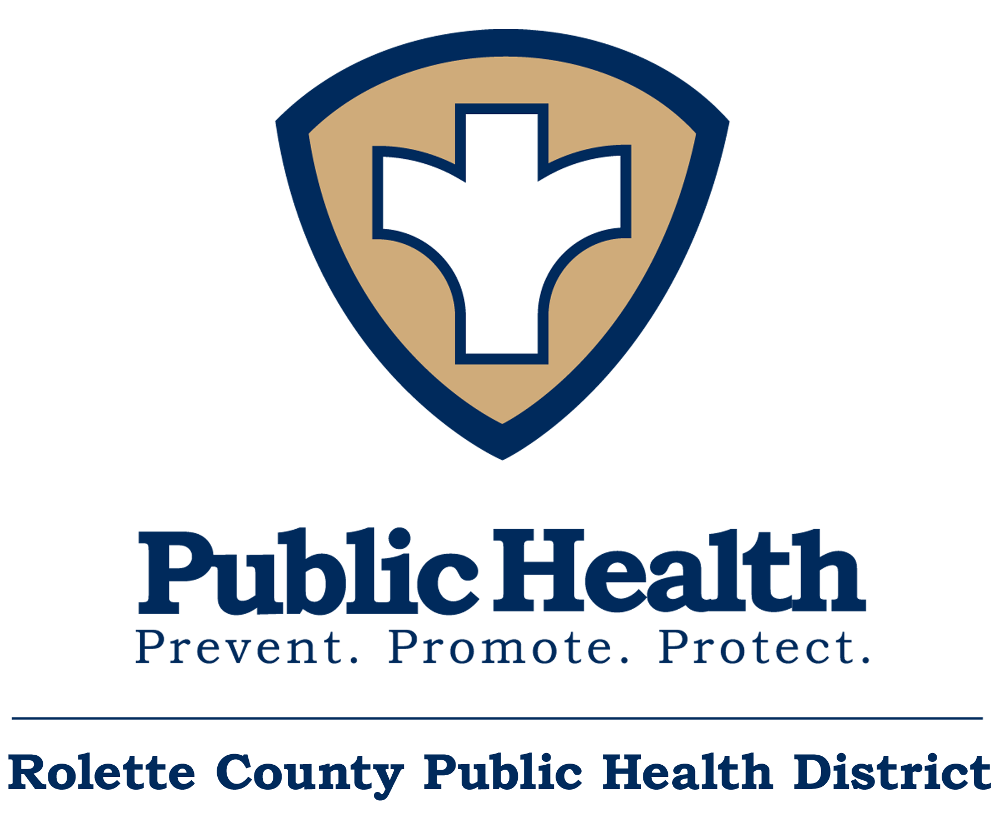 Public Health
Prevent. Promote. Protect.
Rolette County Public Health District